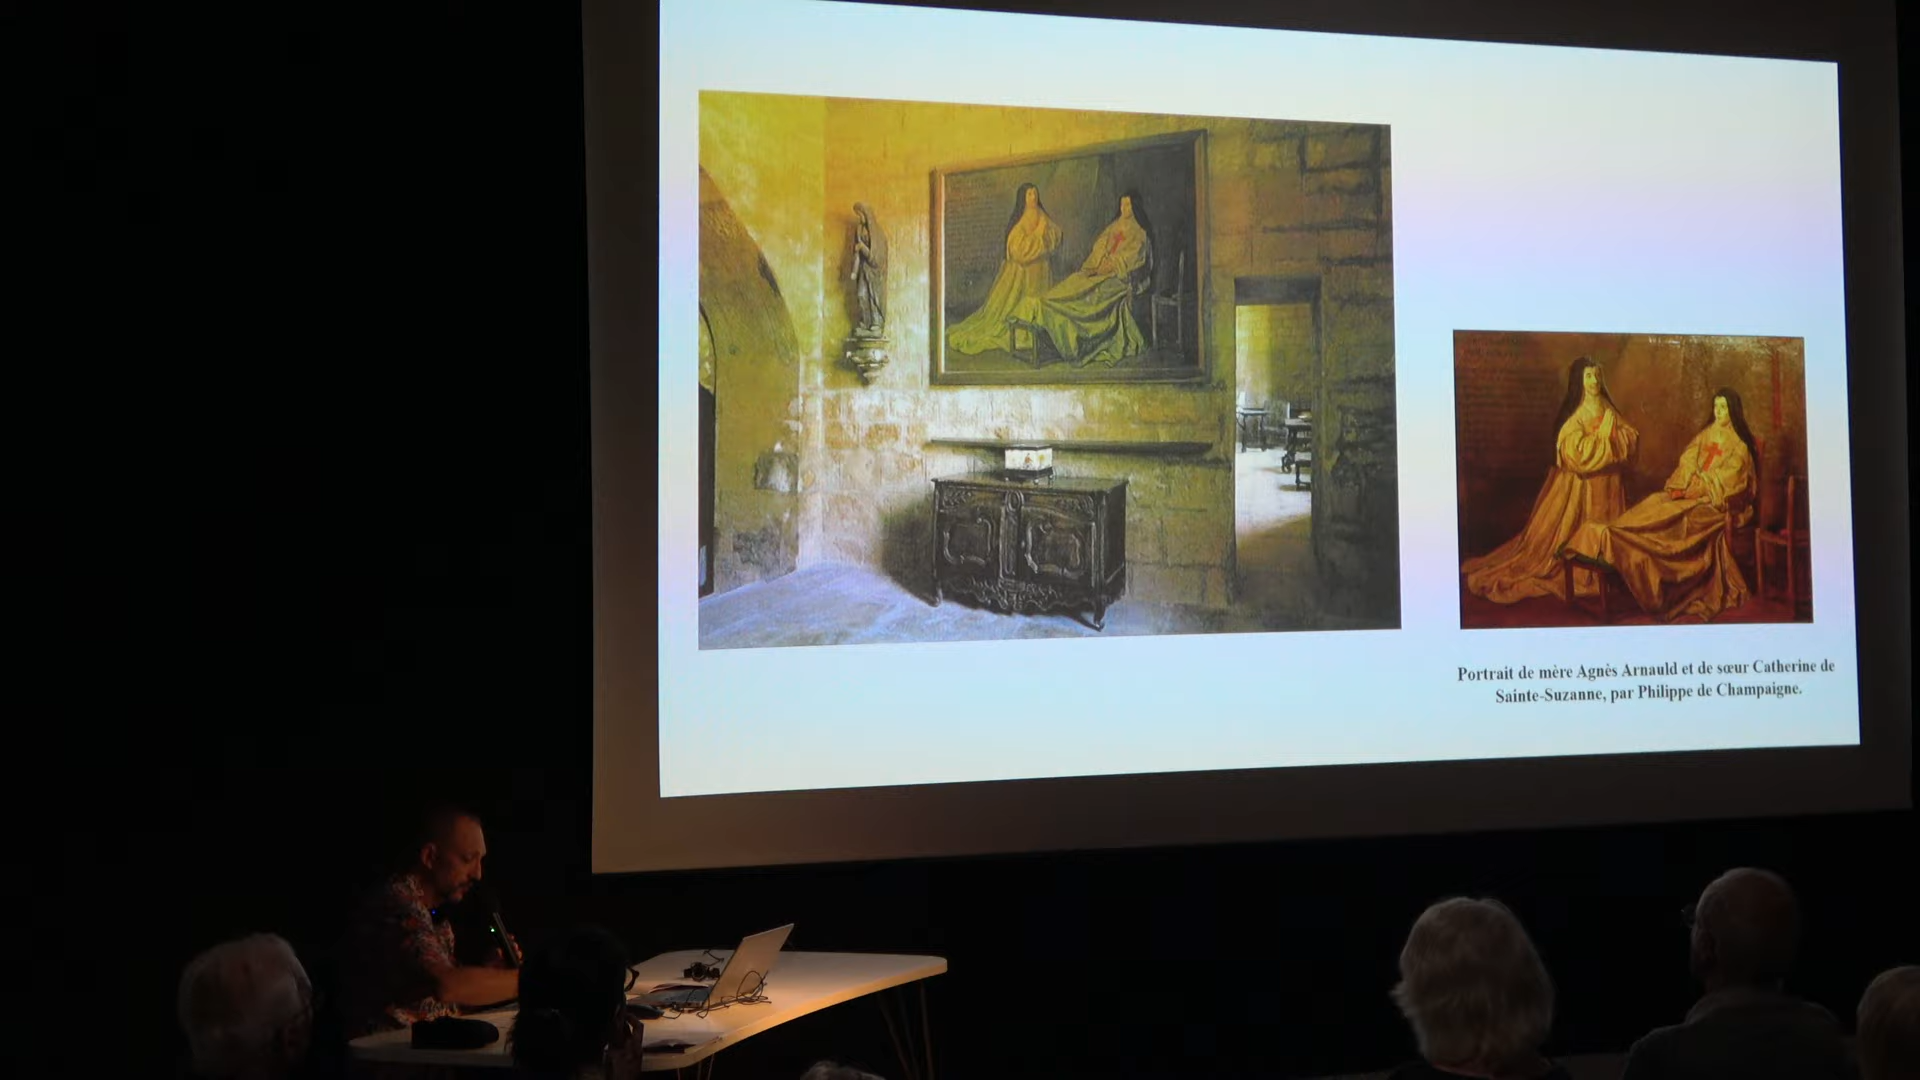 Portrait de mère Agnès Arnauld et de sœur Catherine de
Sainte-Suzanne, par Philippe de Champaigne.